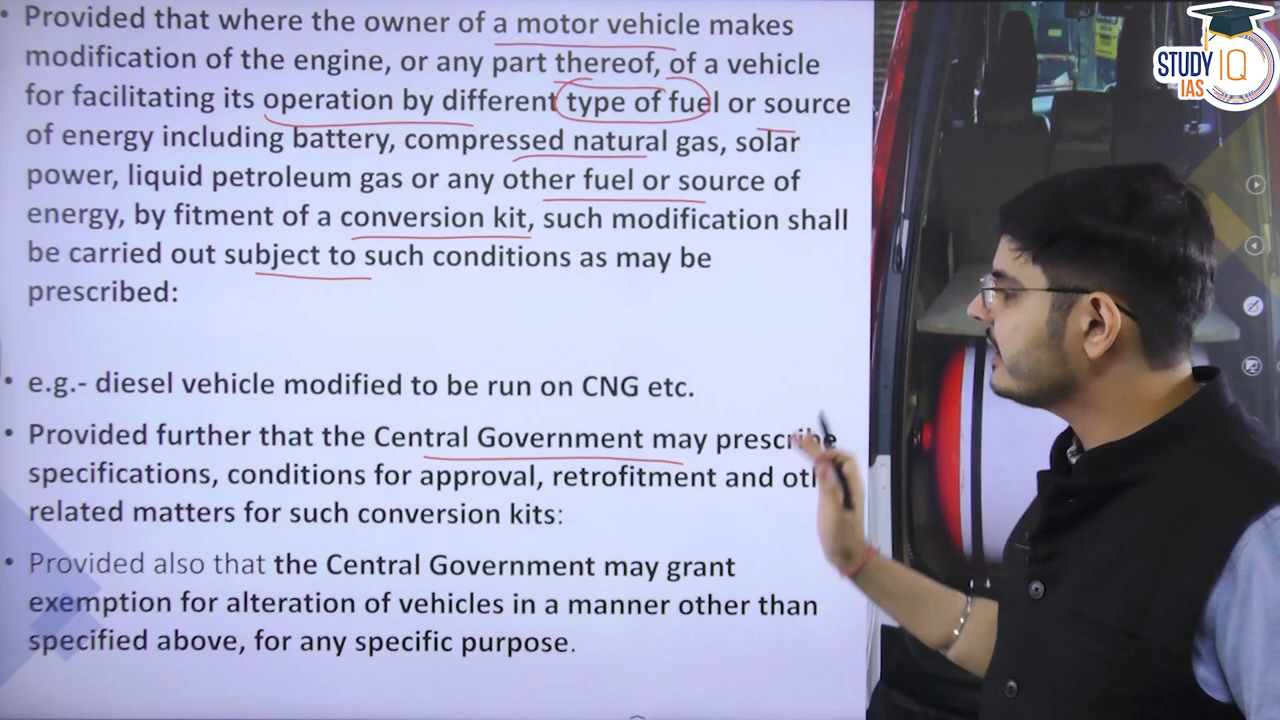 • Provided that where the owner of a motor vehicle makes
modification of the engine, or any part thereof, of a vehicle
for facilitating its operation by different type of fuel or source
of energy including battery, compressed natural gas, solar
power, liquid petroleum gas or any other fuel or source of
energy, by fitment of a conversion kit, such modification shall
be carried out subject to such conditions as may be
prescribed:
• e.g.- diesel vehicle modified to be run on CNG etc.
• Provided further that the Central Government may prescribe
specifications, conditions for approval, retrofitment and
related matters for such conversion kits:
• Provided also that the Central Government may grant
exemption for alteration of vehicles in a manner other than
specified above, for any specific purpose.
STUDY IQ
IAS